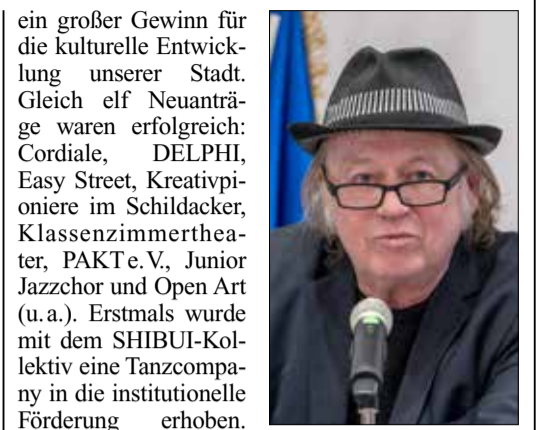 ein großer Gewinn für
die kulturelle Entwick-
lung unserer Stadt.
Gleich elf Neuanträ-
ge waren erfolgreich:
Cordiale, DELPHI,
Easy Street, Kreativpi-
oniere im Schildacker,
Klassenzimmerthea-
ter, PAKT e. V., Junior
Jazzchor und Open Art
(u. a.). Erstmals wurde
mit dem SHIBUI-Kol-
lektiv eine Tanzcompa-
ny in die institutionelle
Förderung erhoben.